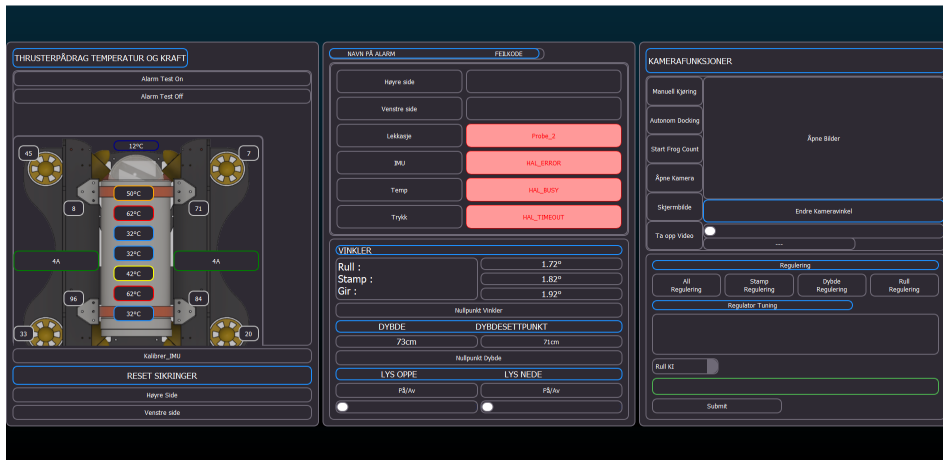 THRUSTERPÅDRAG TEMPERATUR OG KRAFT
Alarm Test On
Alarm Test Off
12°C
45
7
50°C
8
62°C
71
32°C
32°C
4A
4A
42°C
62°C
96
84
32°C
33
20
Kalibrer_IMU
RESET SIKRINGER
Høyre Side
Venstre side
NAVN PÅ ALARM FEILKODE
Høyre side
Venstre side
Lekkasje Probe_2
IMU HAL_ERROR
Temp HAL_BUSY
Trykk HAL_TIMEOUT
VINKLER
Rull : 1.72°
Stamp : 1.82°
Gir : 1.92°
Nullpunkt Vinkler
DYBDE DYBDESETTPUNKT
73cm 71cm
Nullpunkt Dybde
LYS OPPE LYS NEDE
På/Av På/Av
KAMERAFUNKSJONER
Manuell Kjøring
Autonom Docking
Start Frog Count
Åpne Kamera
Skjermbilde
Ta opp Video
Åpne Bilder
Endre Kameravinkel
---
Regulering
All Regulering
Stamp Regulering
Dybde Regulering
Rull Regulering
Regulator Tuning
Rull KI
Submit